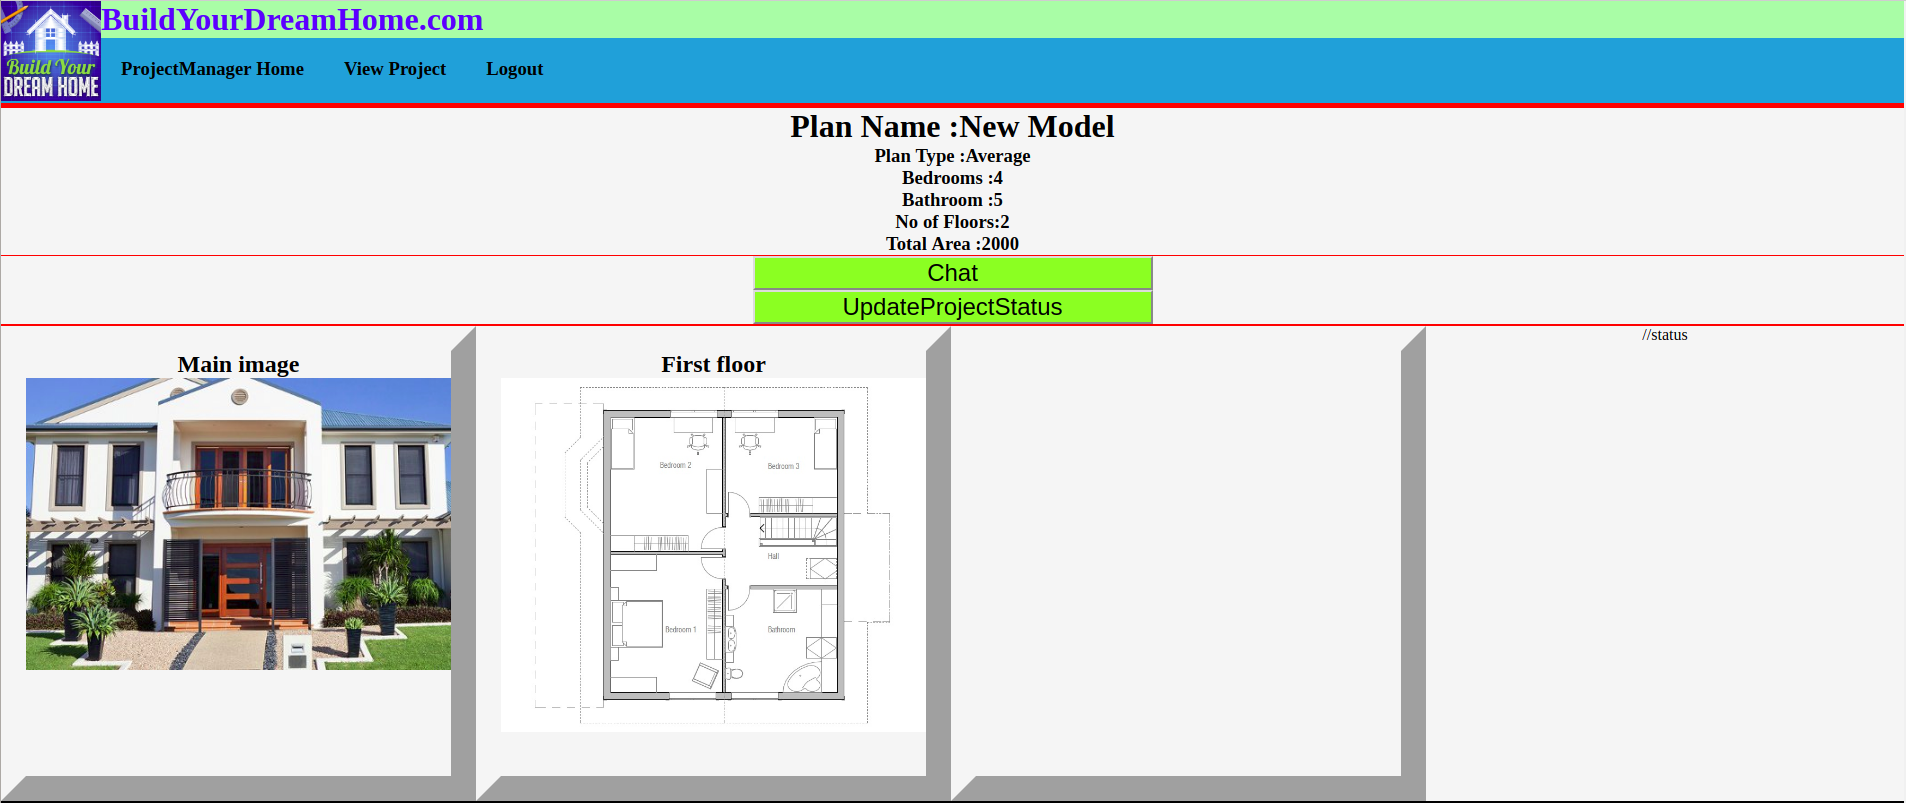 BuildYourDreamHome.com
Build Your
DREAM HOME
ProjectManager Home View Project Logout
Plan Name :New Model
Plan Type :Average
Bedrooms :4
Bathroom :5
No of Floors:2
Total Area :2000
Chat
UpdateProjectStatus
Main image
First floor
//status
Bedroom 2
Bedroom 3
Hall
Bedroom 1
Bathroom